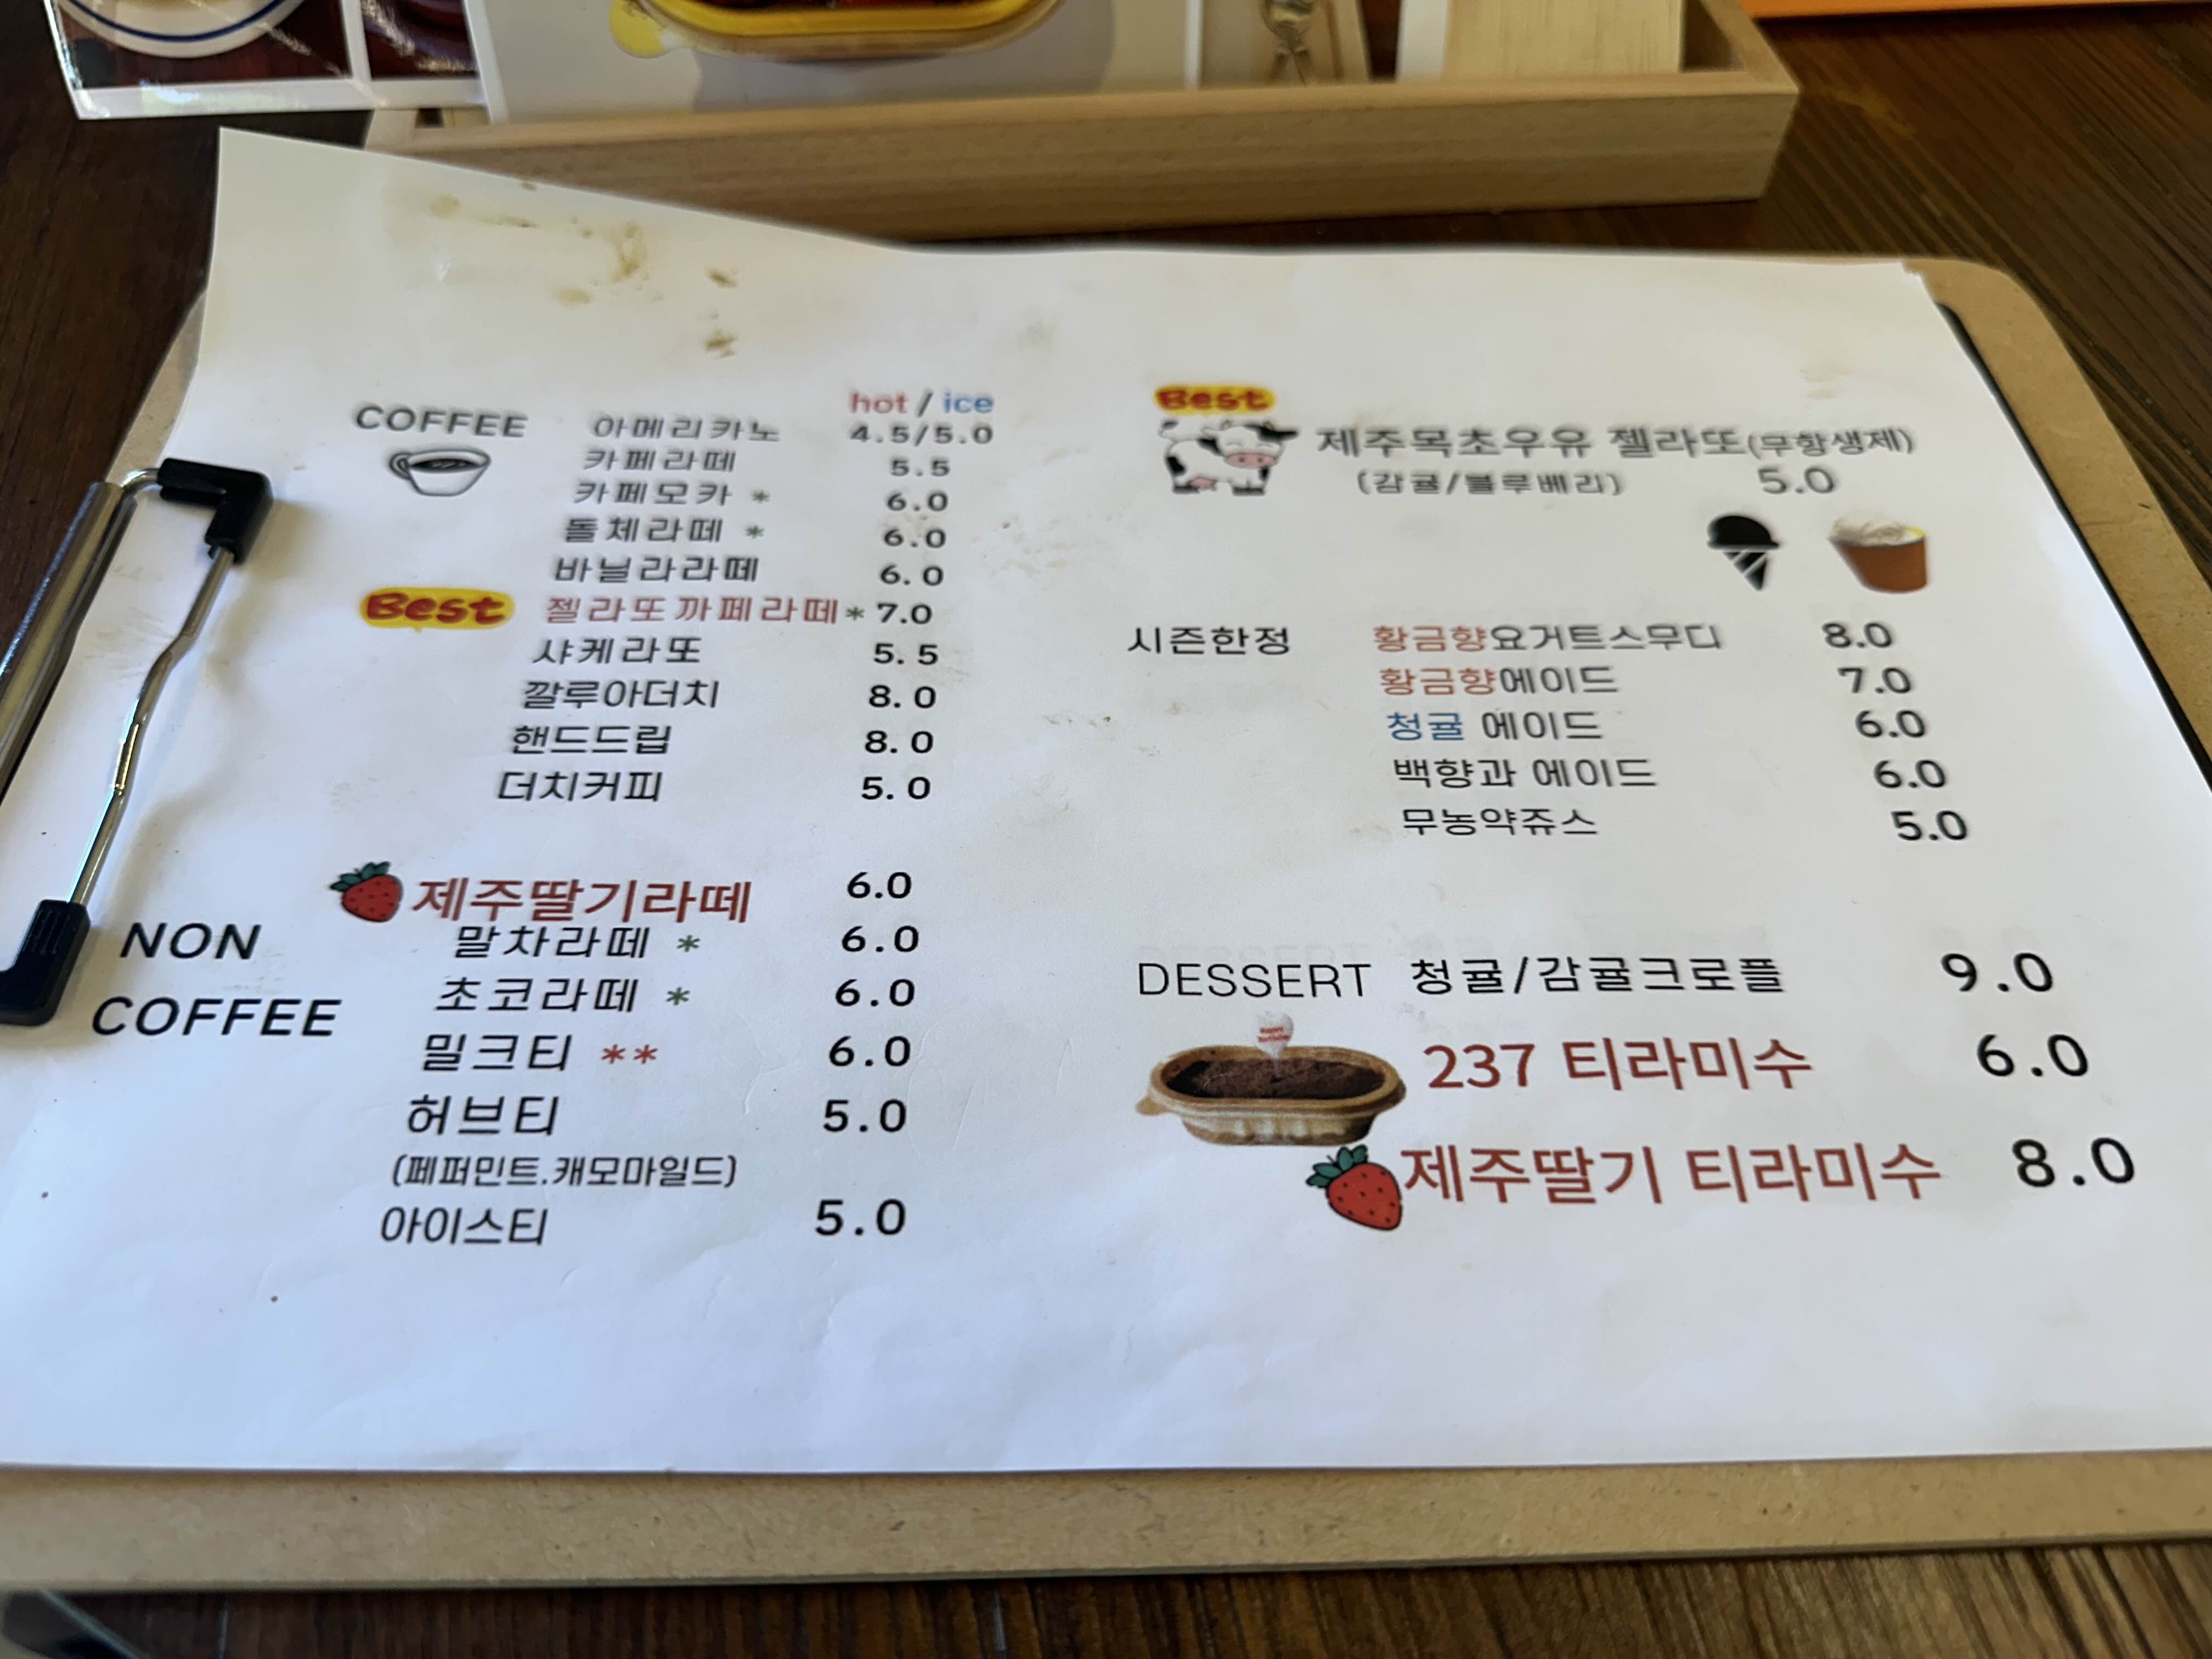 hot / ice
COFFEE 아메리카노 4.5/5.0
카페라떼 5.5
카페모카 * 6.0
돌체라떼 * 6.0
바닐라라떼 6.0
Best 젤라또까페라떼* 7.0
샤케라또 5.5
깔루아더치 8.0
핸드드립 8.0
더치커피 5.0
제주딸기라떼 6.0
NON COFFEE
말차라떼 * 6.0
초코라떼 * 6.0
밀크티 ** 6.0
허브티 5.0
(페퍼민트.캐모마일드)
아이스티 5.0
Best
제주목초우유 젤라또(무항생제)
(감귤/블루베리) 5.0
시즌한정 황금향요거트스무디 8.0
황금향에이드 7.0
청귤 에이드 6.0
백향과 에이드 6.0
무농약쥬스 5.0
DESSERT 청귤/감귤크로플 9.0
237 티라미수 6.0
제주딸기 티라미수 8.0